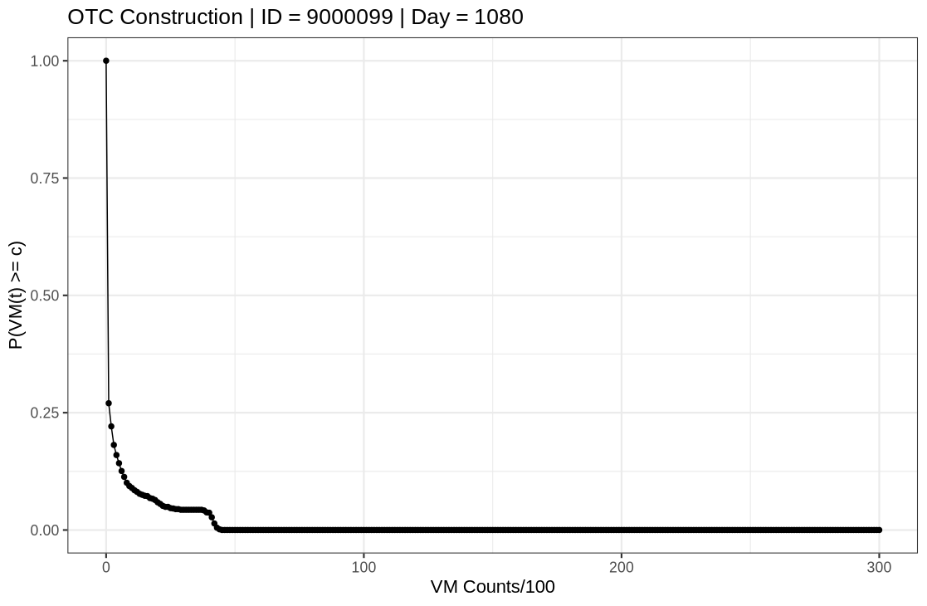 OTC Construction | ID = 9000099 | Day = 1080
P(VM(t) >= c)
1.00
0.75
0.50
0.25
0.00
0 100 200 300
VM Counts/100